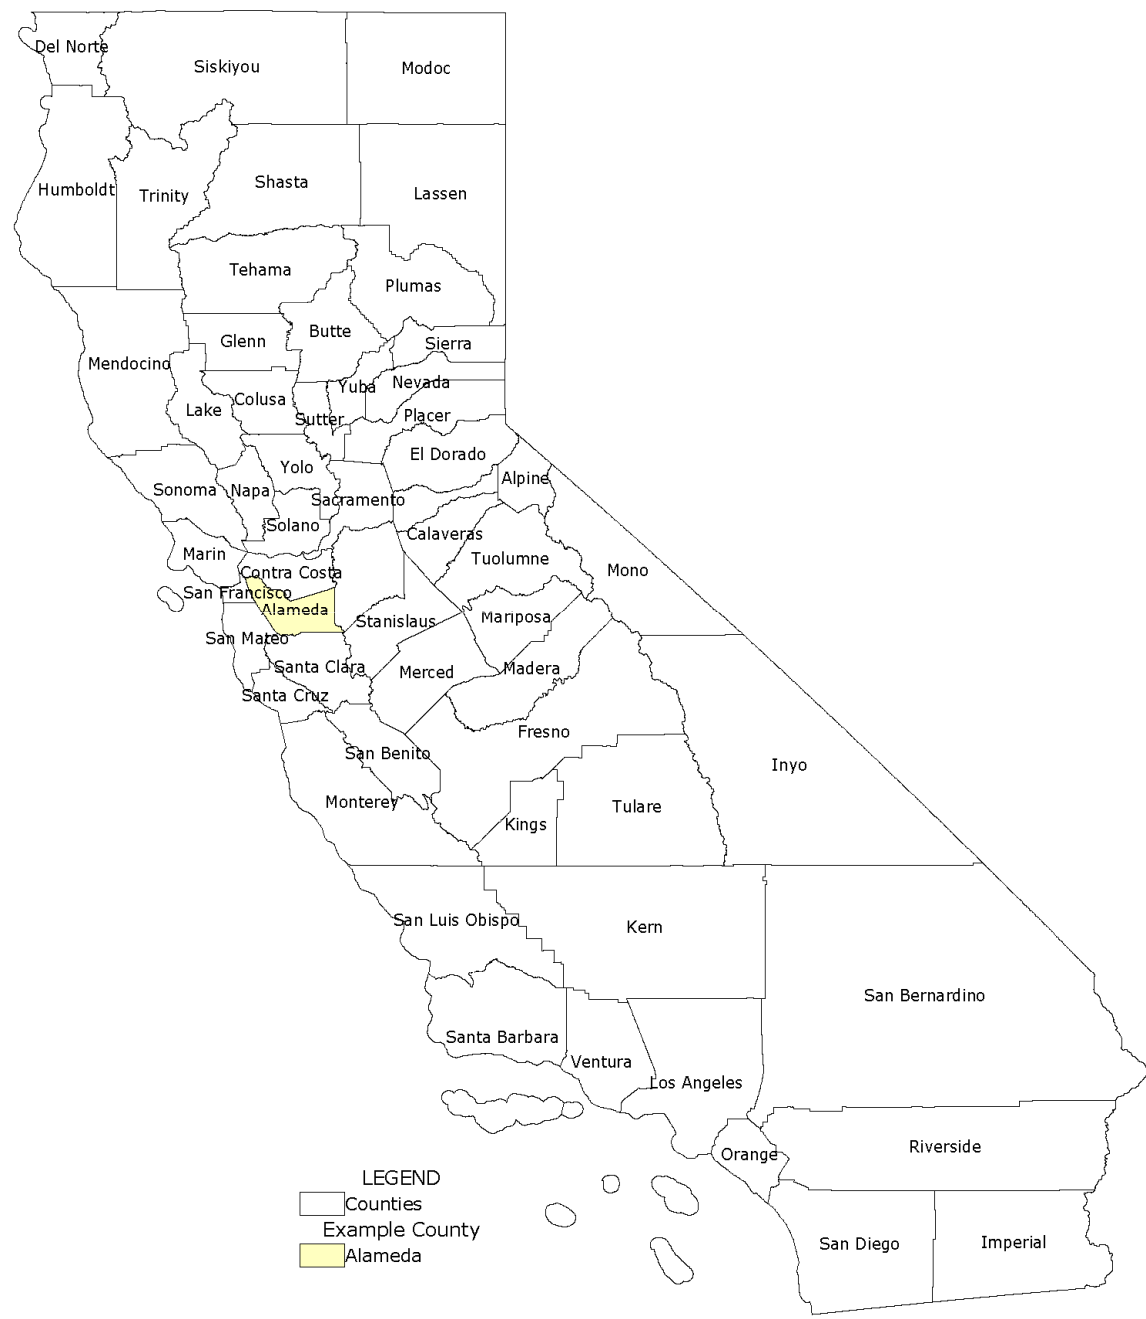 Del Norte
Siskiyou
Modoc
Humboldt
Trinity
Shasta
Lassen
Tehama
Plumas
Glenn
Butte
Sierra
Mendocino
Lake
Colusa
Sutter
Yuba
Nevada
Placer
El Dorado
Yolo
Sonoma
Napa
Sacramento
Alpine
Solano
Calaveras
Marin
Contra Costa
Tuolumne
Mono
San Francisco
Alameda
Stanislaus
Mariposa
San Mateo
Santa Clara
Merced
Madera
Santa Cruz
Fresno
San Benito
Inyo
Monterey
Kings
Tulare
San Luis Obispo
Kern
San Bernardino
Santa Barbara
Ventura
Los Angeles
Orange
Riverside
San Diego
Imperial
LEGEND
Counties
Example County
Alameda